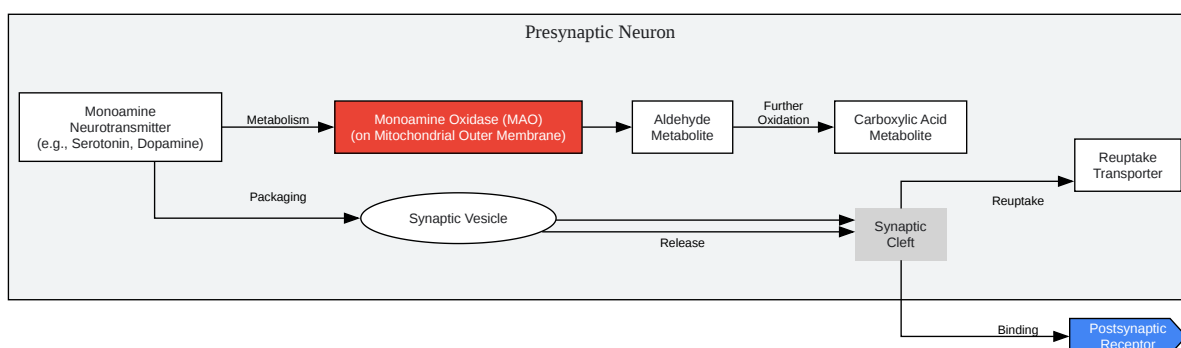 Presynaptic Neuron
Monoamine
Neurotransmitter
(e.g., Serotonin, Dopamine)
Metabolism
Monoamine Oxidase (MAO)
(on Mitochondrial Outer Membrane)
Aldehyde
Metabolite
Further
Oxidation
Carboxylic Acid
Metabolite
Reuptake
Transporter
Packaging
Synaptic Vesicle
Release
Synaptic
Cleft
Reuptake
Binding
Postsynaptic
Receptor